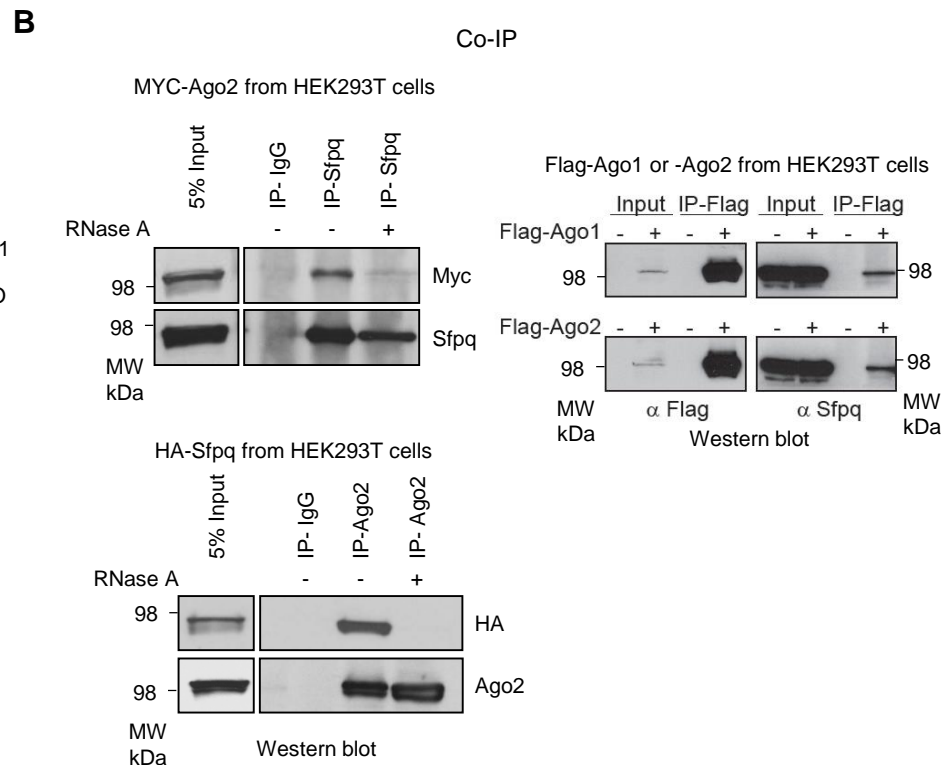 B
Co-IP
MYC-Ago2 from HEK293T cells
5% Input
IP- IgG
IP-Sfpq
IP- Sfpq
RNase A - - +
98 Myc
98 Sfpq
MW
kDa
Flag-Ago1 or -Ago2 from HEK293T cells
Input IP-Flag Input IP-Flag
Flag-Ago1 - + - + - + - +
98 98
Flag-Ago2 - + - + - + - +
98 98
MW
kDa
α Flag α Sfpq
MW
kDa
Western blot
HA-Sfpq from HEK293T cells
5% Input
IP- IgG
IP-Ago2
IP- Ago2
RNase A - - +
98 HA
98 Ago2
MW
kDa
Western blot
1